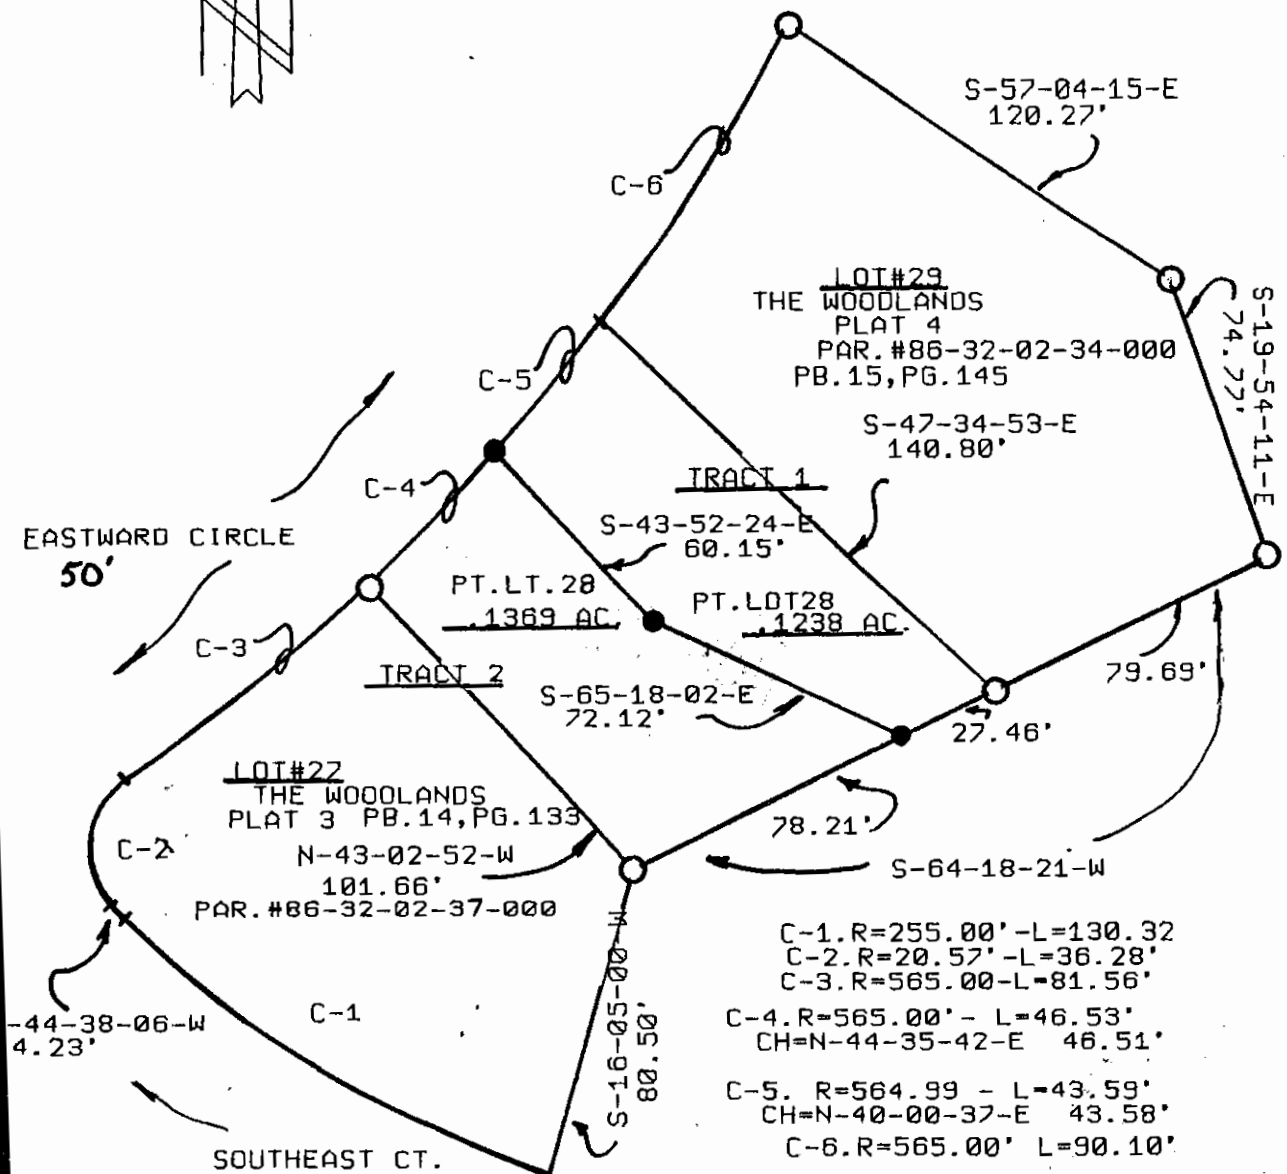 S-57-04-15-E
120.27'
C-6
LOT#29
THE WOODLANDS
PLAT 4
PAR.#86-32-02-34-000
PB.15,PG.145
S-19-54-11-E
74.77'
C-5
S-47-34-53-E
140.80'
TRACT 1
C-4
S-43-52-24-E
60.15'
EASTWARD CIRCLE
50'
PT.LT.28
.1369 AC.
PT.LOT28
.1238 AC.
C-3
TRACT 2
S-65-18-02-E
72.12'
79.69'
27.46'
LOT#27
THE WOODLANDS
PLAT 3 PB.14,PG.133
C-2
N-43-02-52-W
101.66'
PAR.#86-32-02-37-000
78.21'
S-64-18-21-W
C-1.R=255.00'-L=130.32
C-2.R=20.57'-L=36.28'
C-3.R=565.00-L=81.56'
-44-38-06-W
4.23'
C-1
S-16-05-00-W
80.50'
C-4.R=565.00'- L=46.53'
CH=N-44-35-42-E 46.51'
C-5. R=564.99 - L=43.59'
CH=N-40-00-37-E 43.58'
C-6.R=565.00' L=90.10'
SOUTHEAST CT.